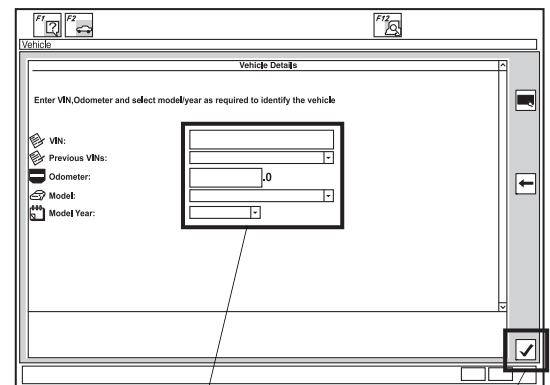 F1
F2
F12
Vehicle
Vehicle Details
Enter VIN,Odometer and select model/year as required to identify the vehicle
VIN:
Previous VINs:
Odometer:
.0
Model:
Model Year: